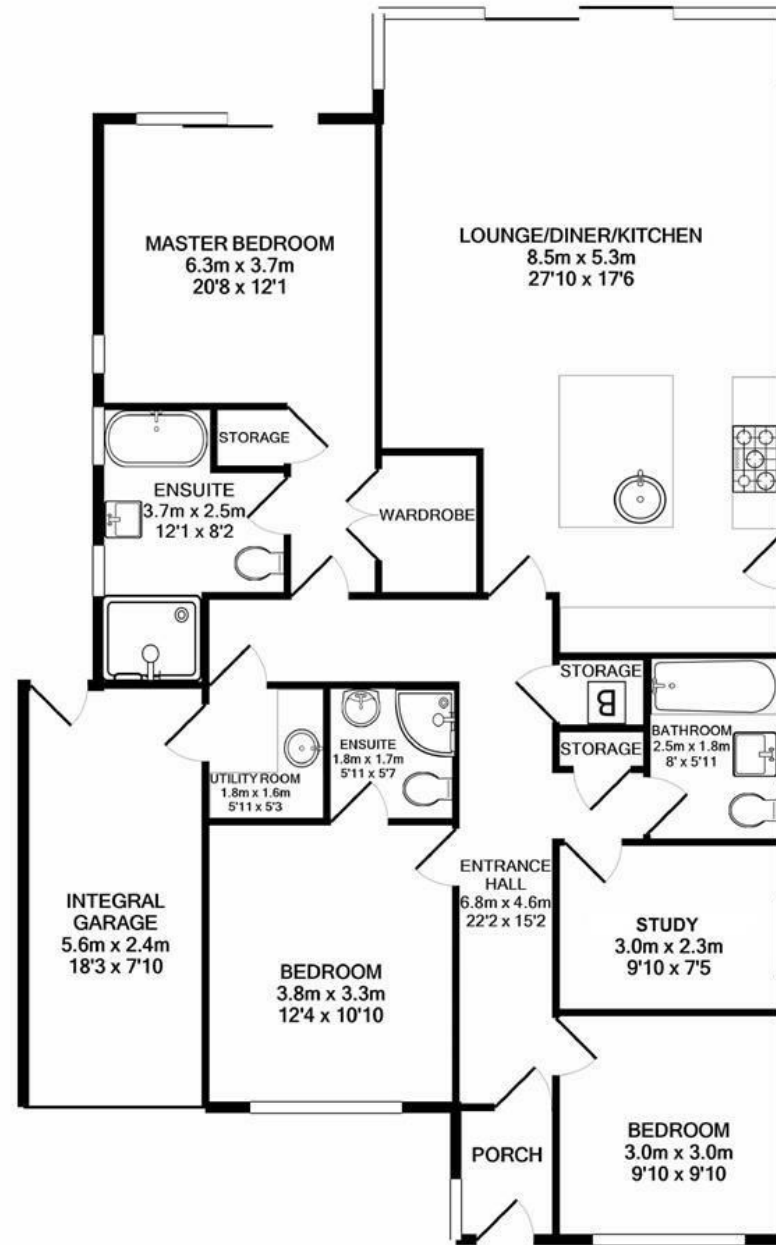 MASTER BEDROOM
6.3m x 3.7m
20'8 x 12'1
LOUNGE/DINER/KITCHEN
8.5m x 5.3m
27'10 x 17'6
STORAGE
ENSUITE
3.7m x 2.5m
12'1 x 8'2
WARDROBE
STORAGE
B
STORAGE
BATHROOM
2.5m x 1.8m
8' x 5'11
ENSUITE
1.8m x 1.7m
5'11 x 5'7
UTILITY ROOM
1.8m x 1.6m
5'11 x 5'3
ENTRANCE
HALL
6.8m x 4.6m
22'2 x 15'2
INTEGRAL
GARAGE
5.6m x 2.4m
18'3 x 7'10
STUDY
3.0m x 2.3m
9'10 x 7'5
BEDROOM
3.8m x 3.3m
12'4 x 10'10
PORCH
BEDROOM
3.0m x 3.0m
9'10 x 9'10